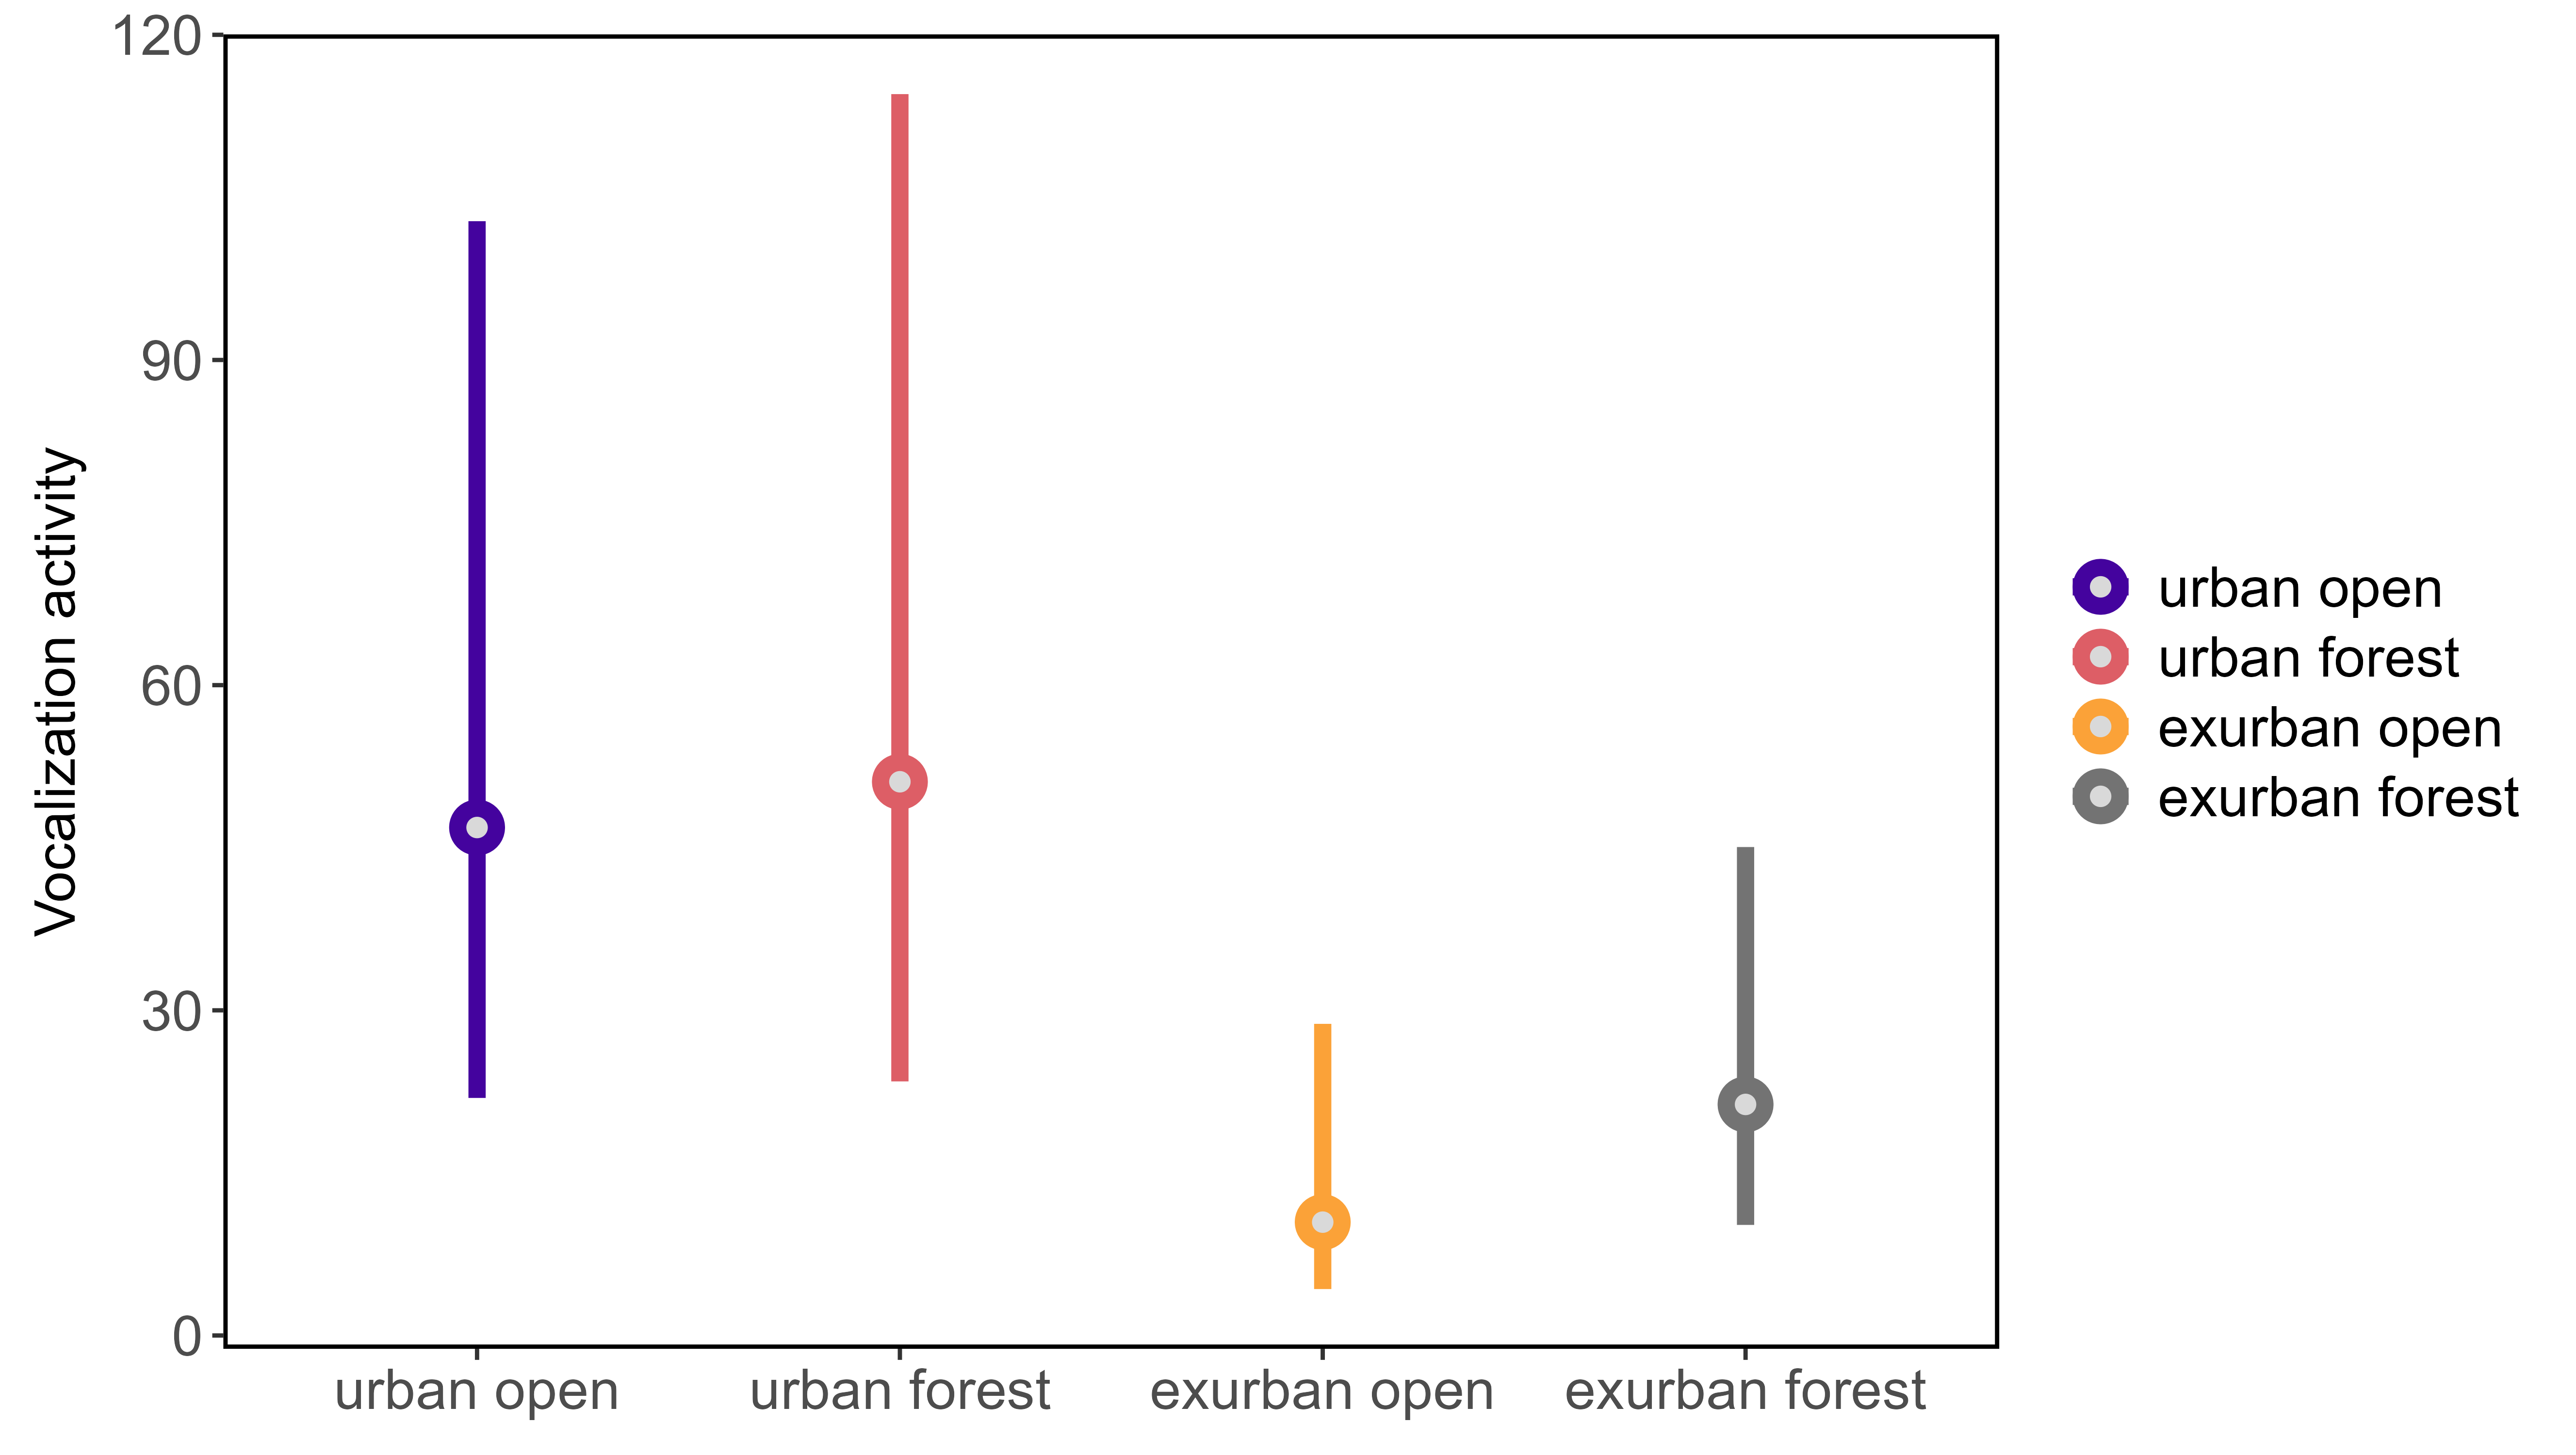 120
90
60
30
0
Vocalization activity
urban open
urban forest
exurban open
exurban forest
urban open
urban forest
exurban open
exurban forest